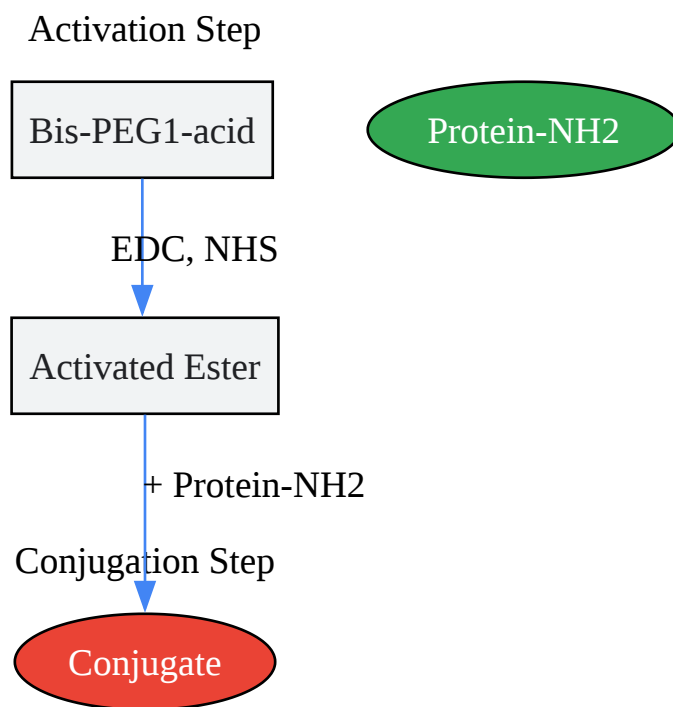 Activation Step
Bis-PEG1-acid
Protein-NH2
EDC, NHS
Activated Ester
+ Protein-NH2
Conjugation Step
Conjugate